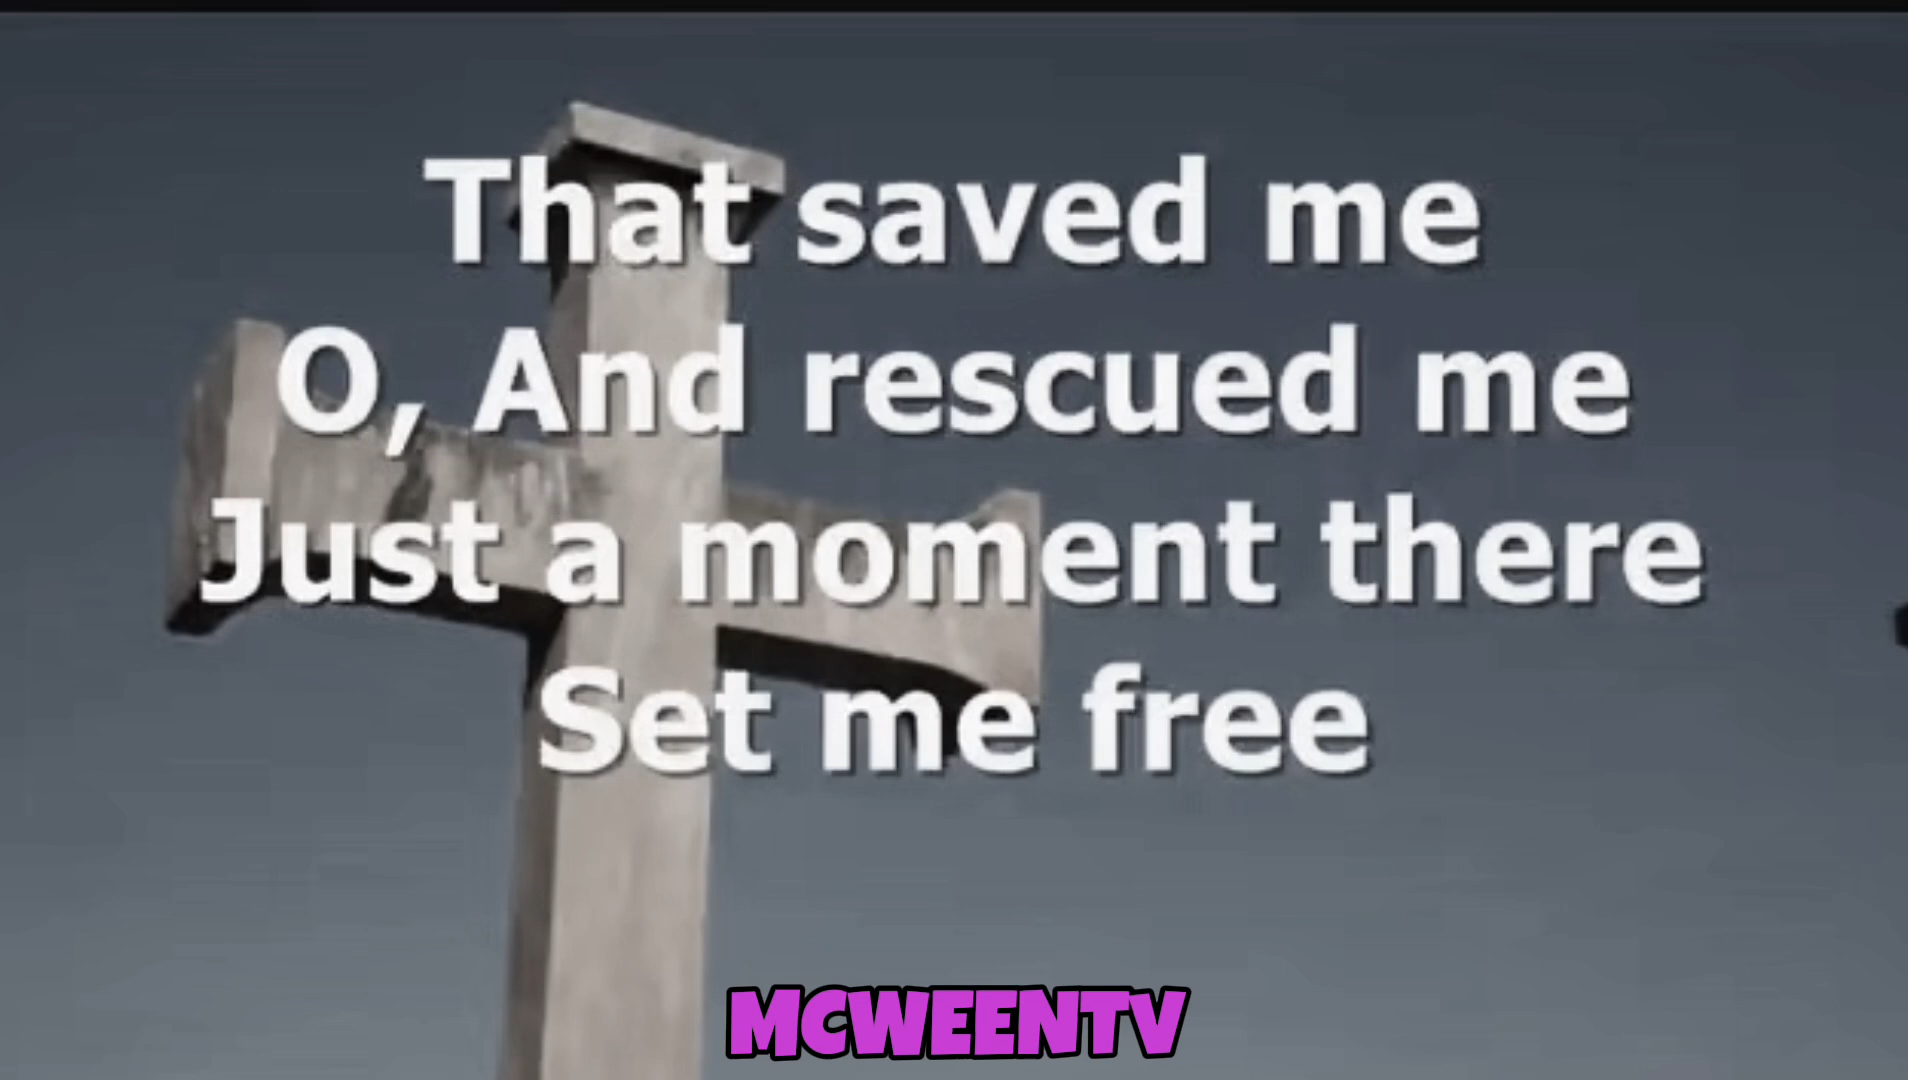 That saved me
O, And rescued me
Just a moment there
Set me free
MCWEENTV